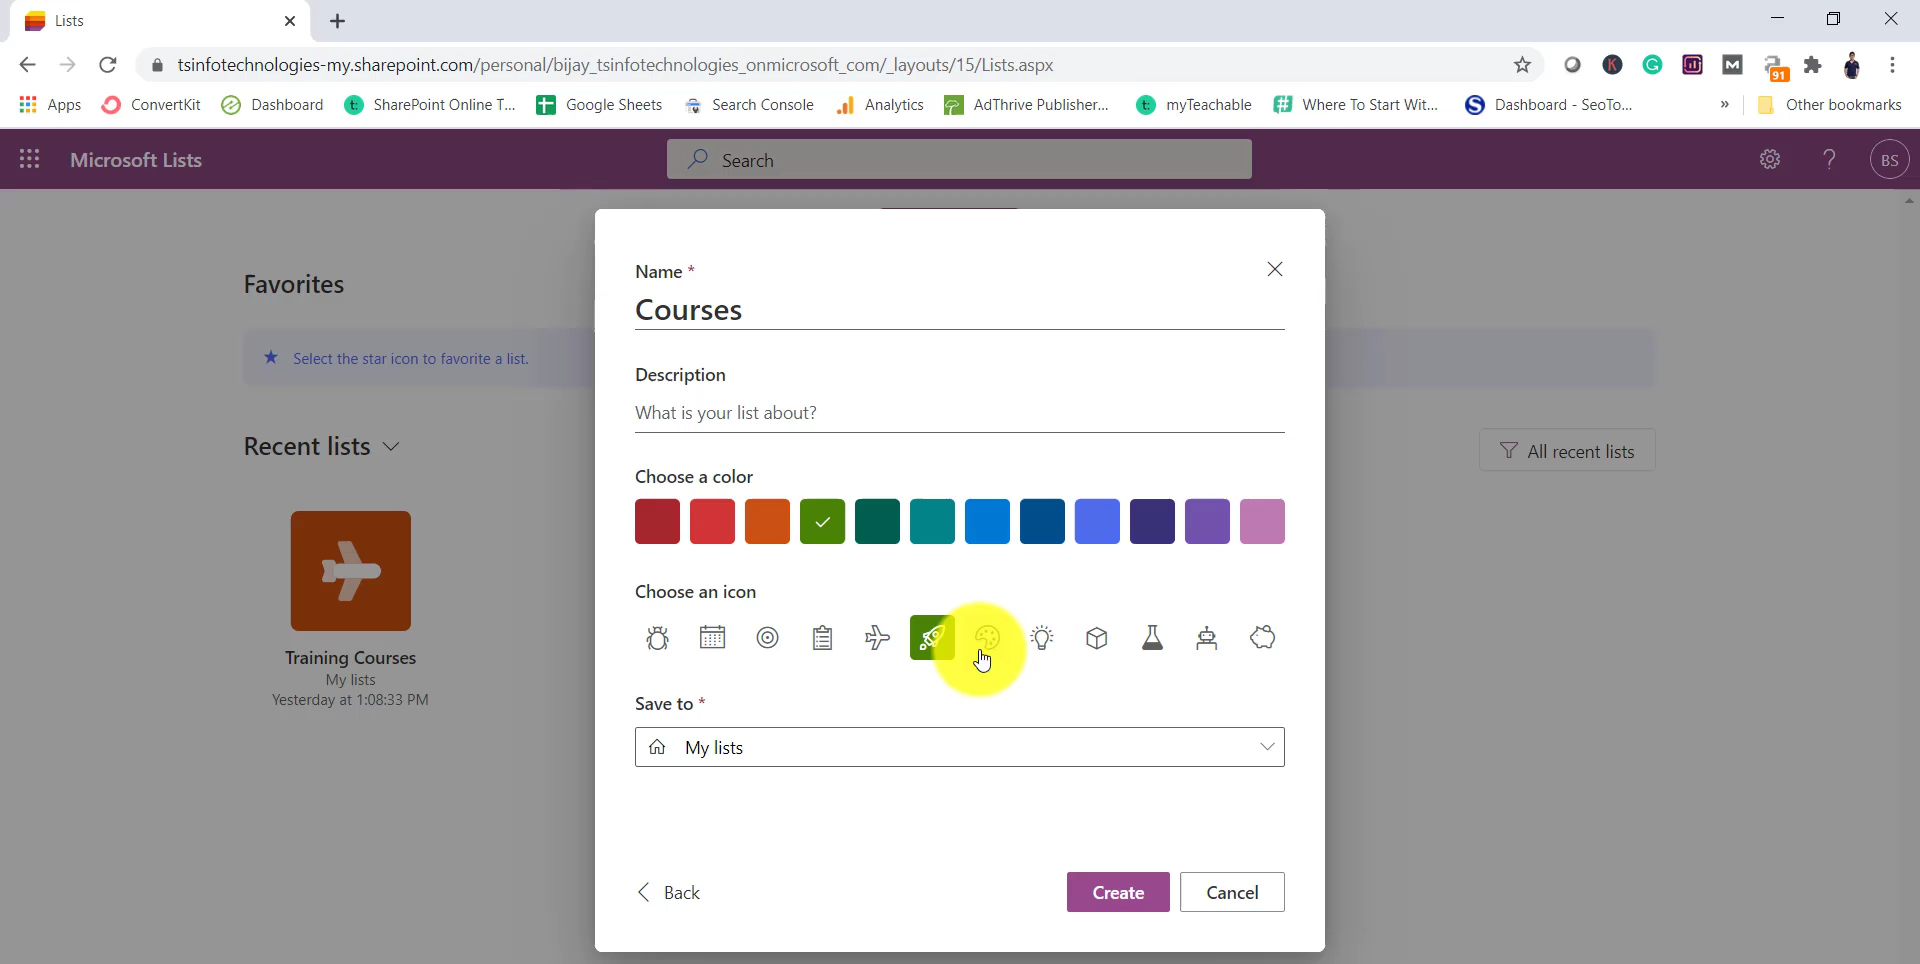 Lists
tsinfotechnologies-my.sharepoint.com/personal/bijay_tsinfotechnologies_onmicrosoft_com/_layouts/15/Lists.aspx
K
G
M
91
Apps
ConvertKit
Dashboard
t: SharePoint Online T...
Google Sheets
Search Console
Analytics
AdThrive Publisher...
t: myTeachable
Where To Start Wit...
S Dashboard - SeoTo...
»
Other bookmarks
Microsoft Lists
Search
?
BS
Favorites
Select the star icon to favorite a list.
Recent lists
All recent lists
Training Courses
My lists
Yesterday at 1:08:33 PM
Name *
Courses
Description
What is your list about?
Choose a color
Choose an icon
Save to *
My lists
Back
Create
Cancel